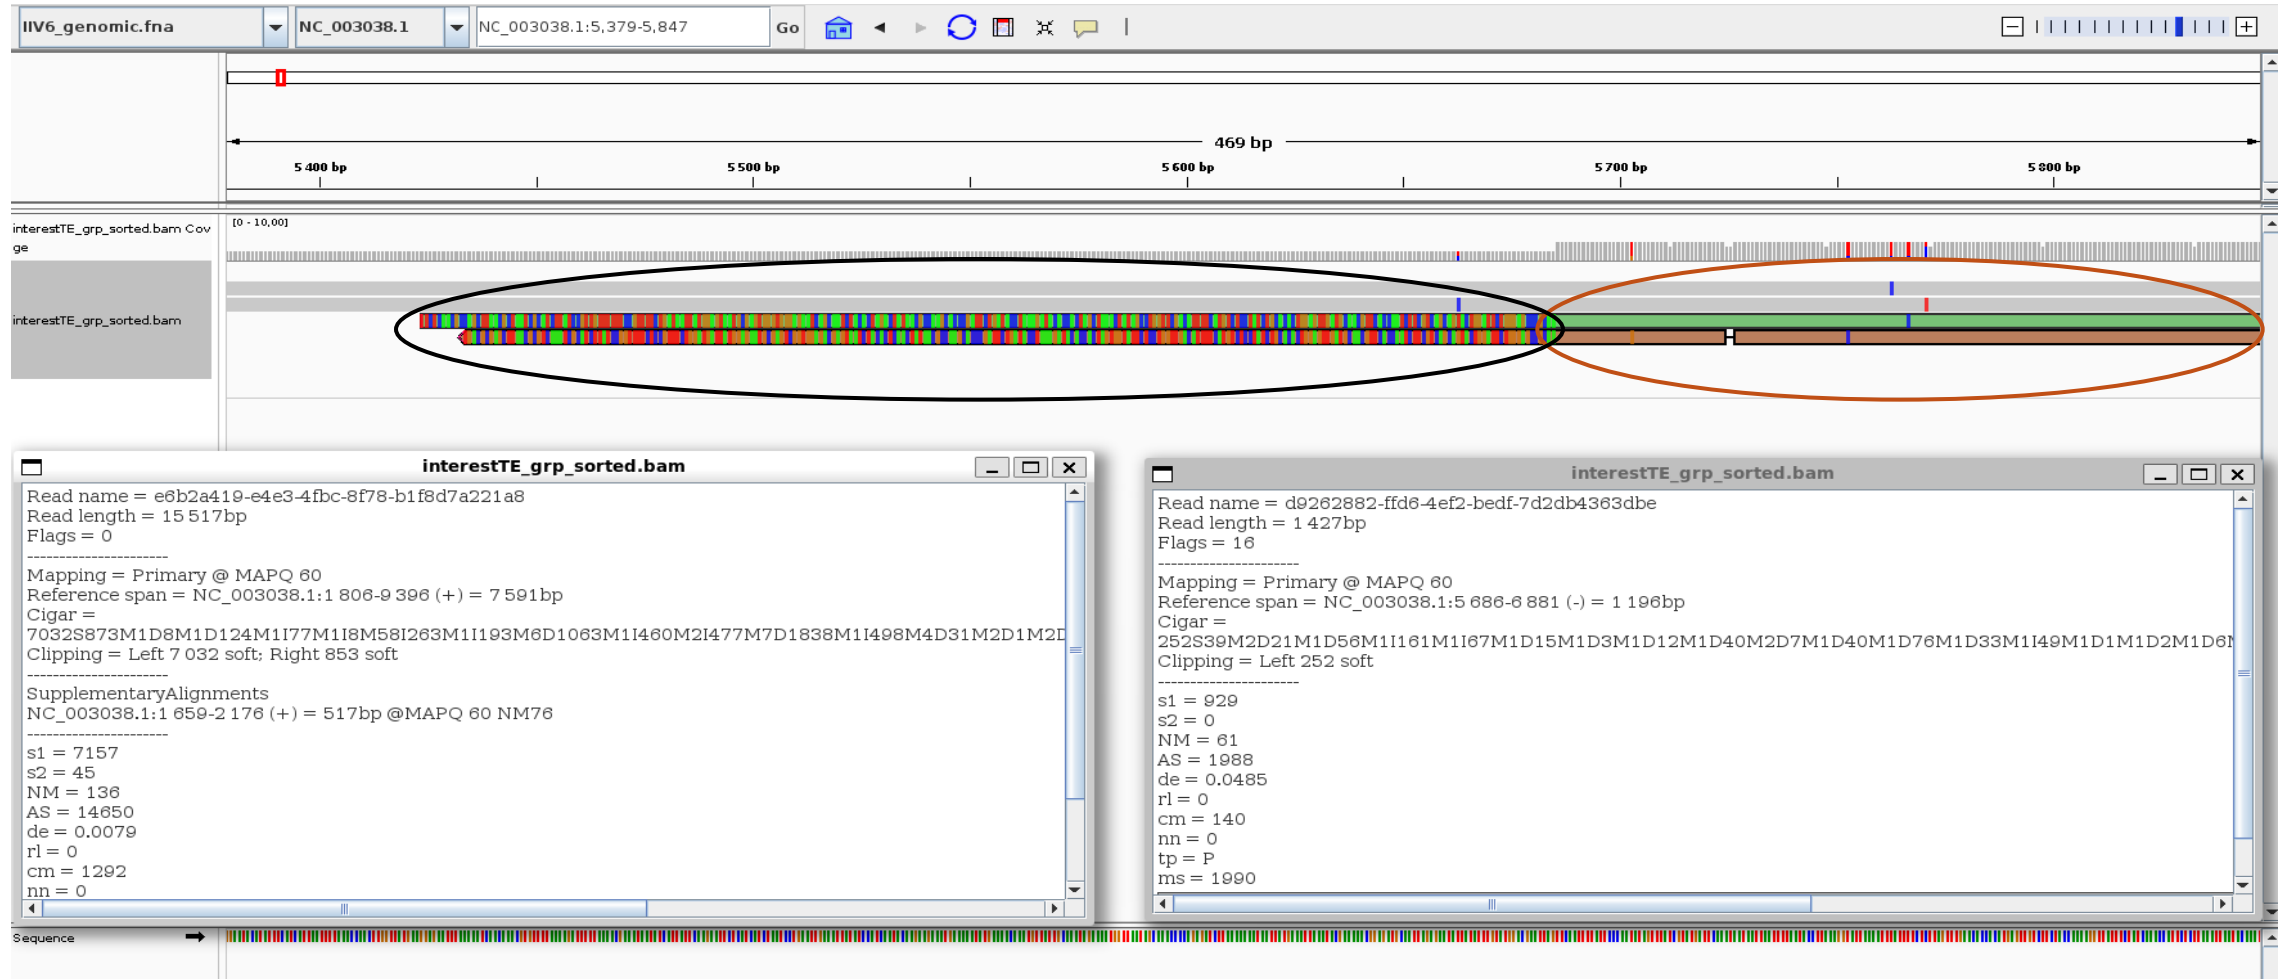 IIV6_genomic.fna NC_003038.1 NC_003038.1:5,379-5,847 Go
469 bp
5 400 bp 5 500 bp 5 600 bp 5 700 bp 5 800 bp
interestTE_grp_sorted.bam Cov
ge
[0 - 10,00]
interestTE_grp_sorted.bam
interestTE_grp_sorted.bam
Read name = e6b2a419-e4e3-4fbc-8f78-b1f8d7a221a8
Read length = 15 517bp
Flags = 0
----------------------
Mapping = Primary @ MAPQ 60
Reference span = NC_003038.1:1 806-9 396 (+) = 7 591bp
Cigar =
7032S873M1D8M1D124M1I77M1I8M58I263M1I193M6D1063M1I460M2I477M7D1838M1I498M4D31M2D1M2D
Clipping = Left 7 032 soft; Right 853 soft
----------------------
SupplementaryAlignments
NC_003038.1:1 659-2 176 (+) = 517bp @MAPQ 60 NM76
----------------------
s1 = 7157
s2 = 45
NM = 136
AS = 14650
de = 0.0079
rl = 0
cm = 1292
nn = 0
interestTE_grp_sorted.bam
Read name = d9262882-ffd6-4ef2-bedf-7d2db4363dbe
Read length = 1 427bp
Flags = 16
----------------------
Mapping = Primary @ MAPQ 60
Reference span = NC_003038.1:5 686-6 881 (-) = 1 196bp
Cigar =
252S39M2D21M1D56M1I161M1I67M1D15M1D3M1D12M1D40M2D7M1D40M1D76M1D33M1I49M1D1M1D2M1D6M
Clipping = Left 252 soft
----------------------
s1 = 929
s2 = 0
NM = 61
AS = 1988
de = 0.0485
rl = 0
cm = 140
nn = 0
tp = P
ms = 1990
Sequence